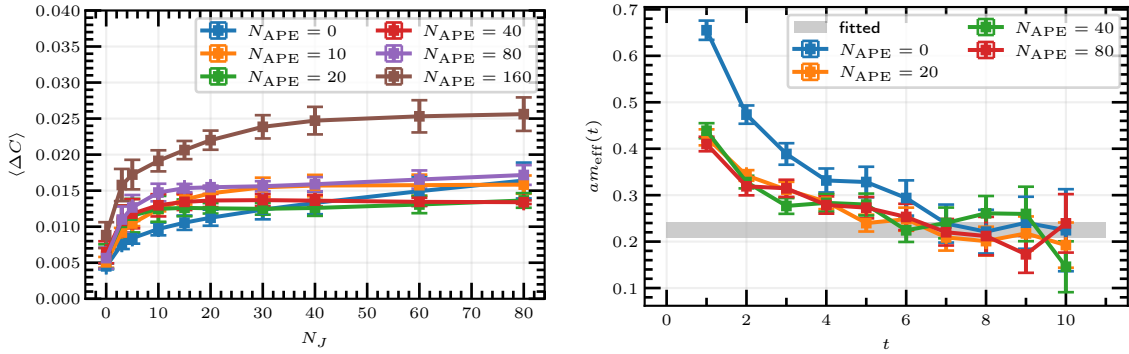 0.040
0.035
0.030
0.025
0.020
0.015
0.010
0.005
0.000
⟨ΔC⟩
N_APE = 0
N_APE = 10
N_APE = 20
N_APE = 40
N_APE = 80
N_APE = 160
0 10 20 30 40 50 60 70 80
N_J
0.7
0.6
0.5
0.4
0.3
0.2
0.1
am_eff(t)
fitted
N_APE = 0
N_APE = 20
N_APE = 40
N_APE = 80
0 2 4 6 8 10
t